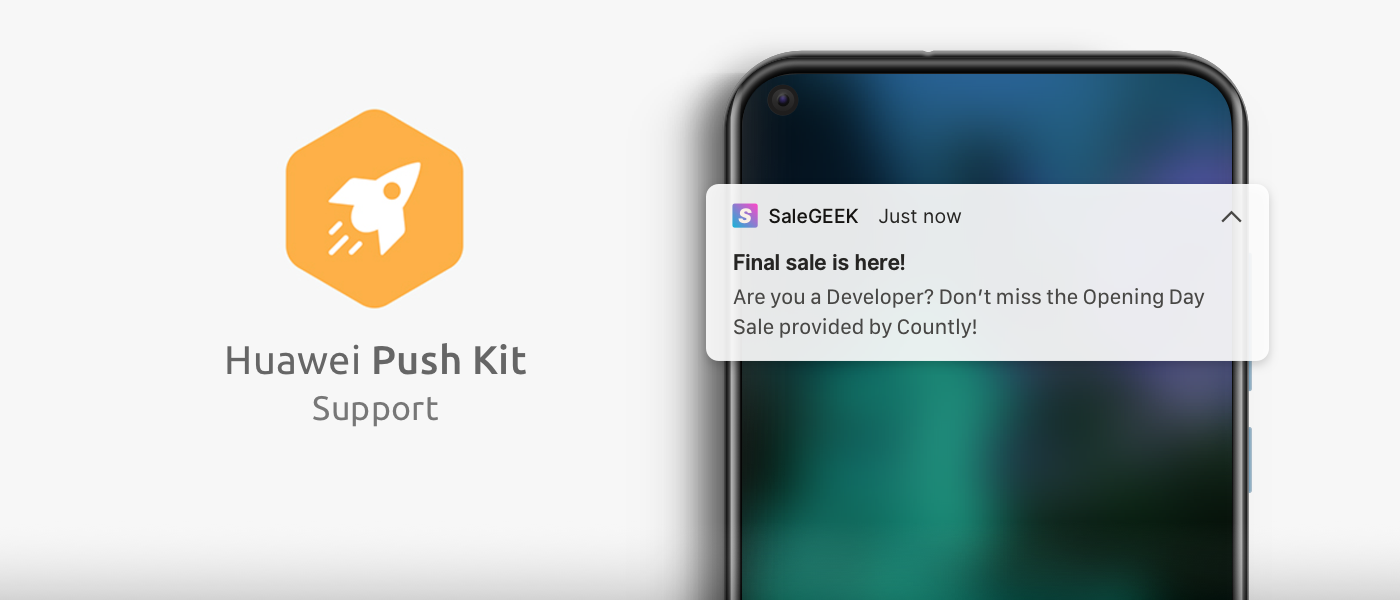 Huawei Push Kit
Support
S
SaleGEEK Just now
Final sale is here!
Are you a Developer? Don't miss the Opening Day
Sale provided by Countly!